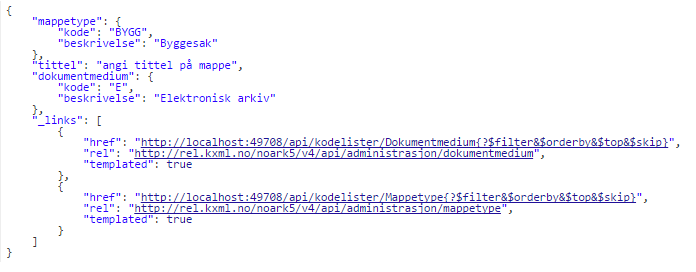 {
    "mappetype": {
        "kode": "BYGG",
        "beskrivelse": "Byggesak"
    },
    "tittel": "angi tittel på mappe",
    "dokumentmedium": {
        "kode": "E",
        "beskrivelse": "Elektronisk arkiv"
    },
    "_links": [
        {
            "href": "http://localhost:49708/api/kodelister/Dokumentmedium{?$filter&$orderby&$top&$skip}",
            "rel": "http://rel.kxml.no/noark5/v4/api/administrasjon/dokumentmedium",
            "templated": true
        },
        {
            "href": "http://localhost:49708/api/kodelister/Mappetype{?$filter&$orderby&$top&$skip}",
            "rel": "http://rel.kxml.no/noark5/v4/api/administrasjon/mappetype",
            "templated": true
        }
    ]
}